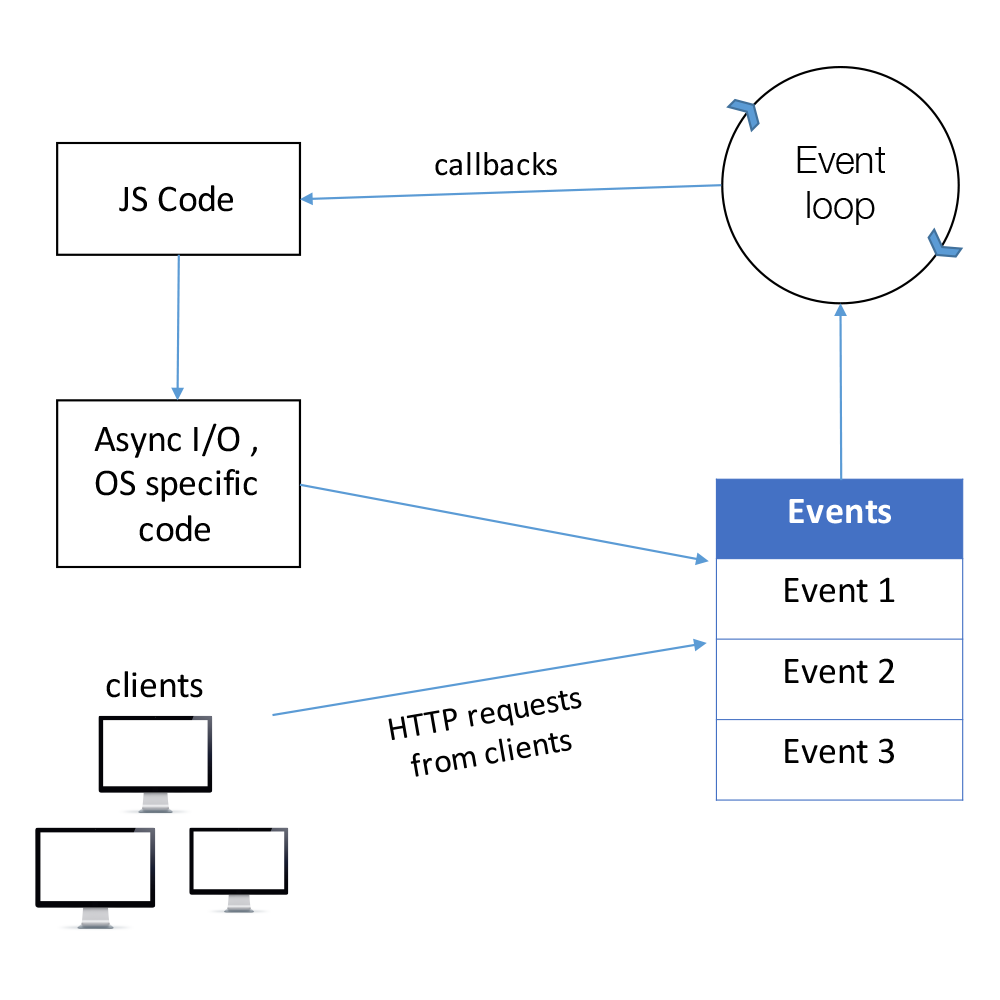 callbacks
Event
loop
JS Code
Async I/O ,
OS specific
code
Events
Event 1
Event 2
Event 3
clients
HTTP requests
from clients